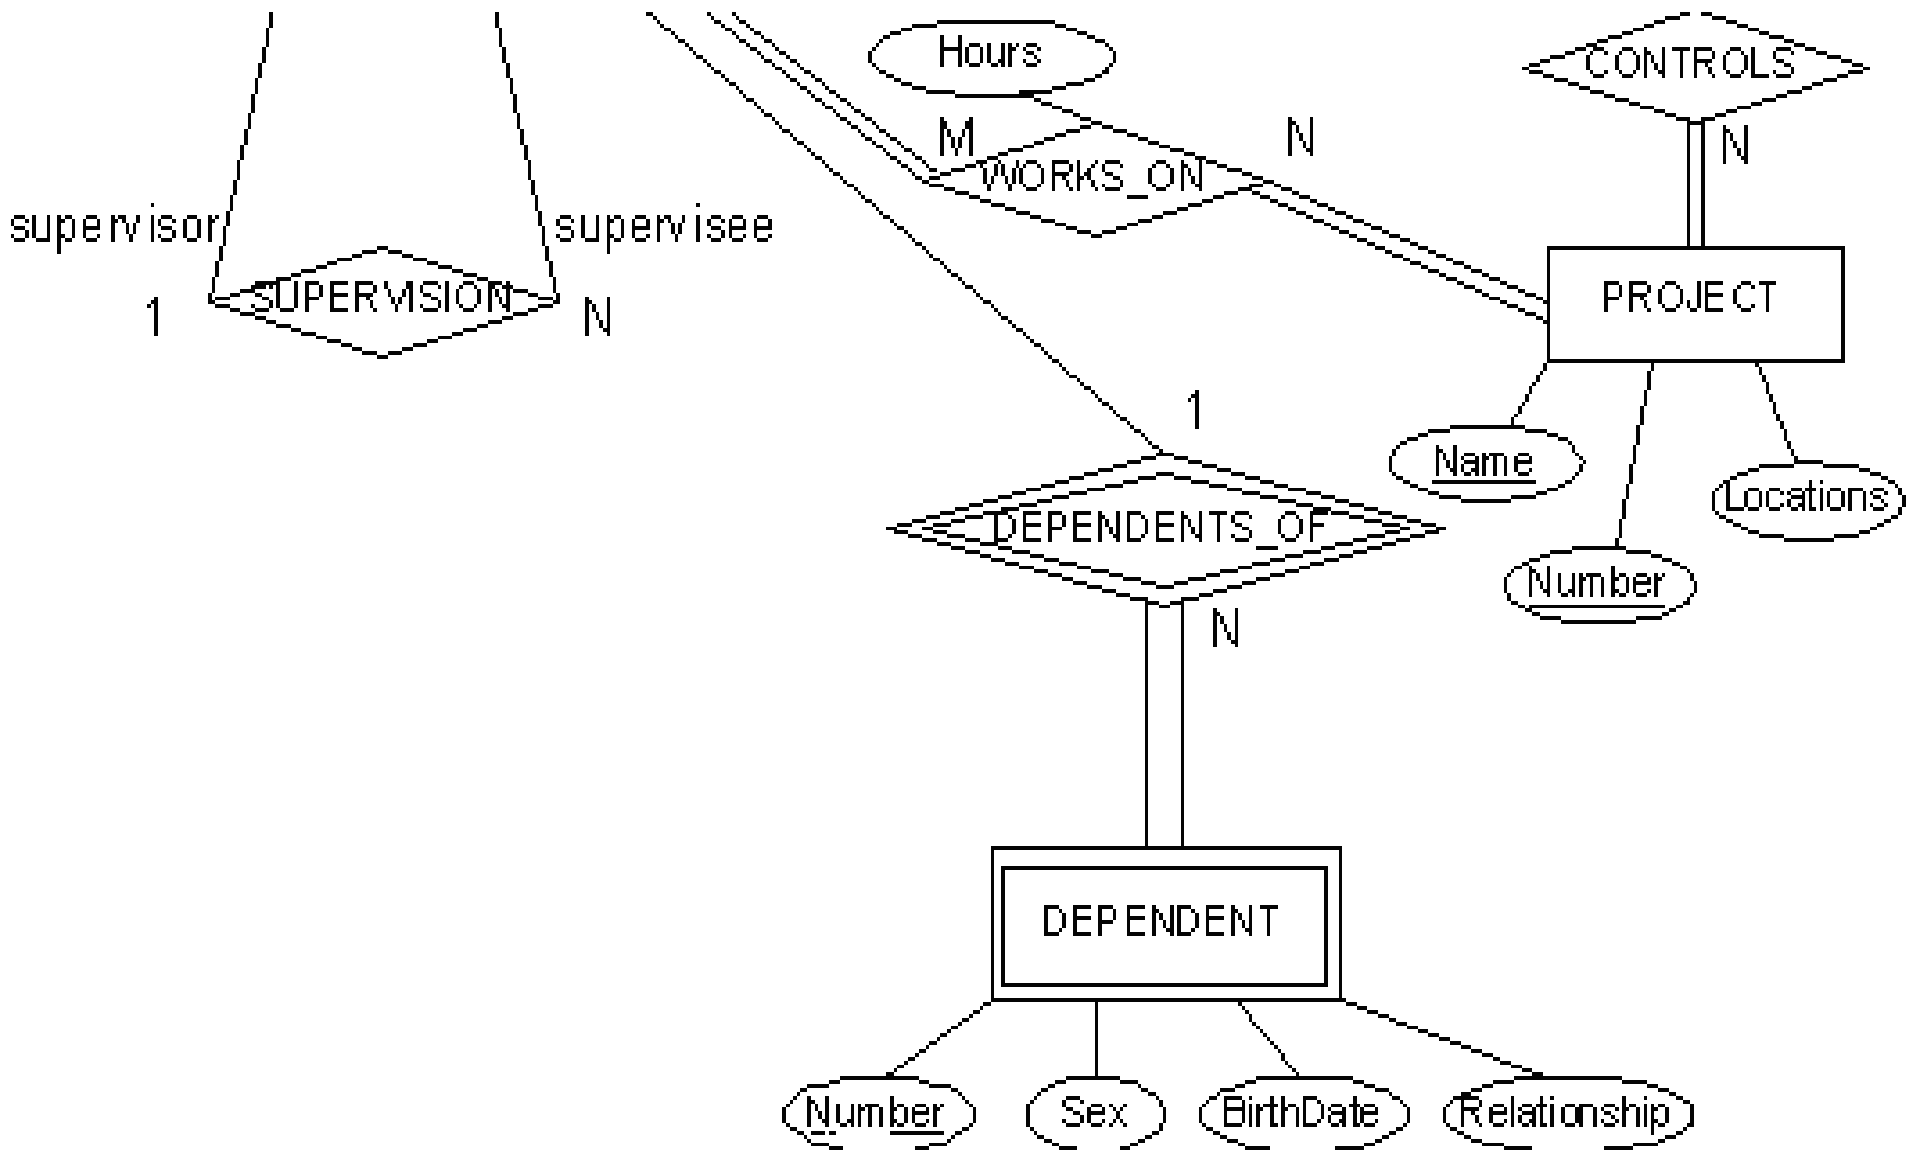 Hours
CONTROLS
M
N
N
WORKS_ON
supervisor
supervisee
SUPERVISION
PROJECT
1
N
1
Name
Locations
DEPENDENTS_OF
Number
N
DEPENDENT
Number
Sex
BirthDate
Relationship